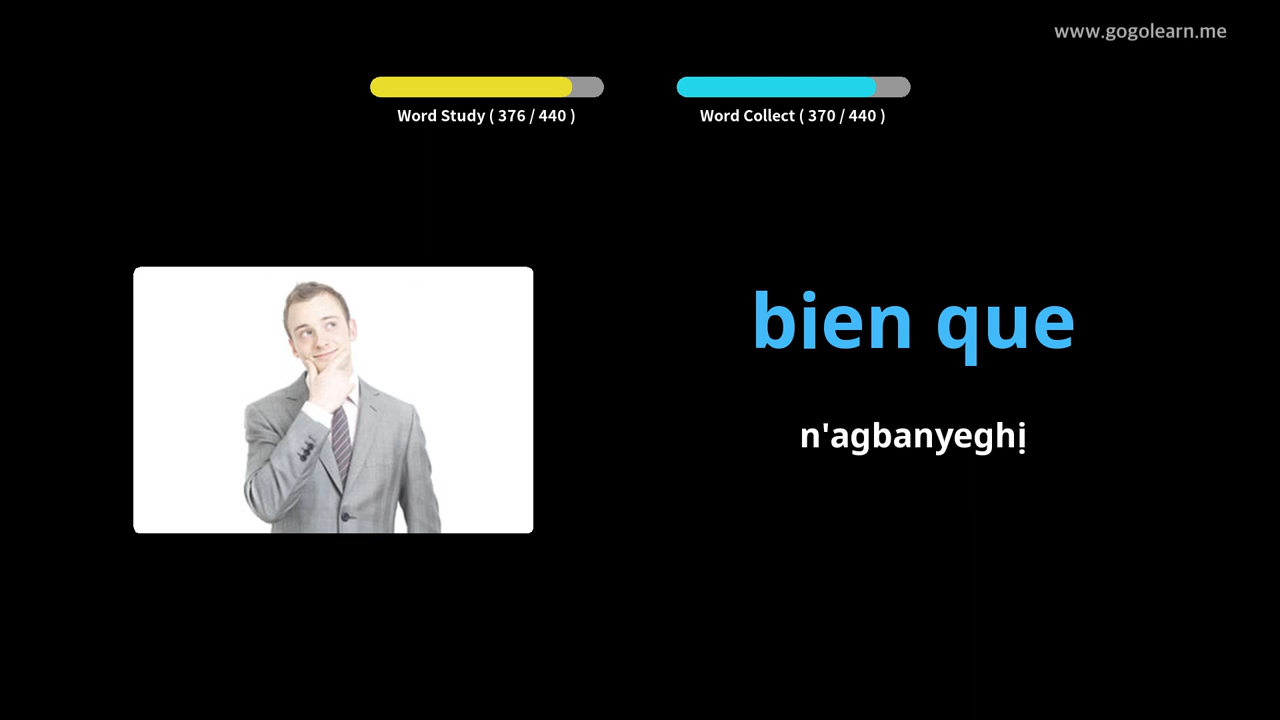 www.gogolearn.me
Word Study ( 376 / 440 )
Word Collect ( 370 / 440 )
bien que
n'agbanyeghị